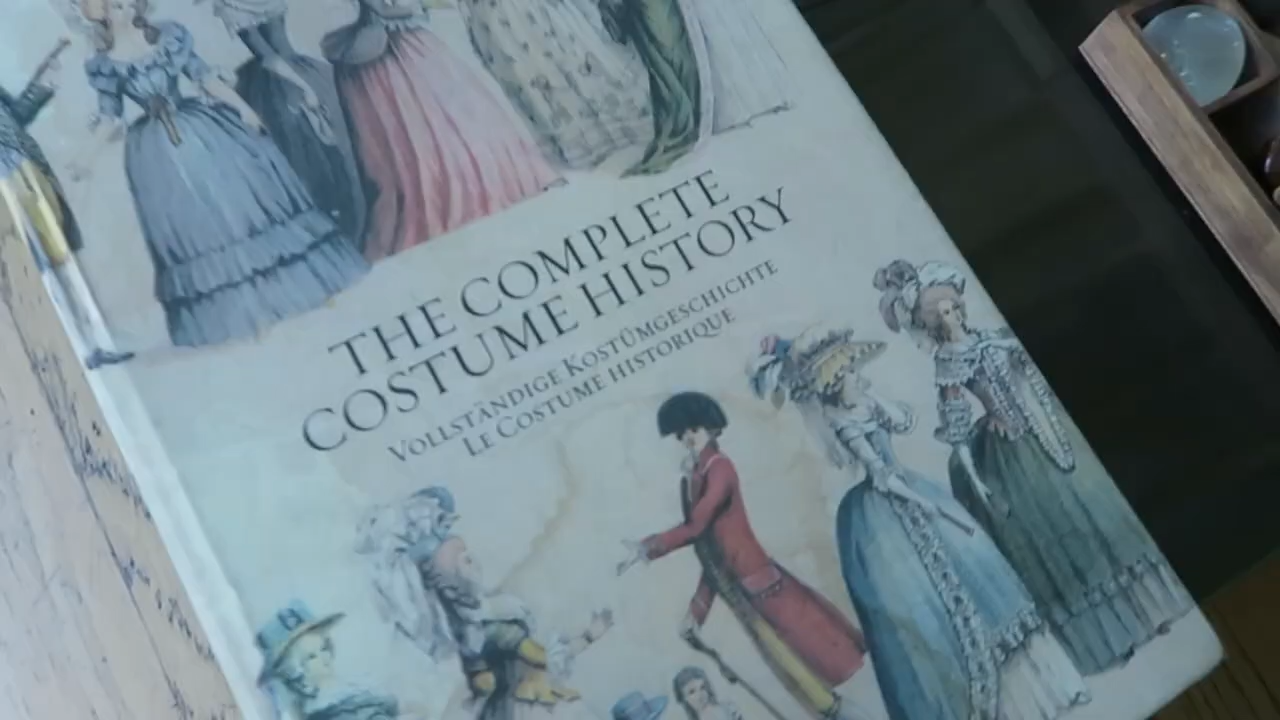 THE COMPLETE
COSTUME HISTORY
VOLLSTÄNDIGE KOSTÜMGESCHICHTE
LE COSTUME HISTORIQUE